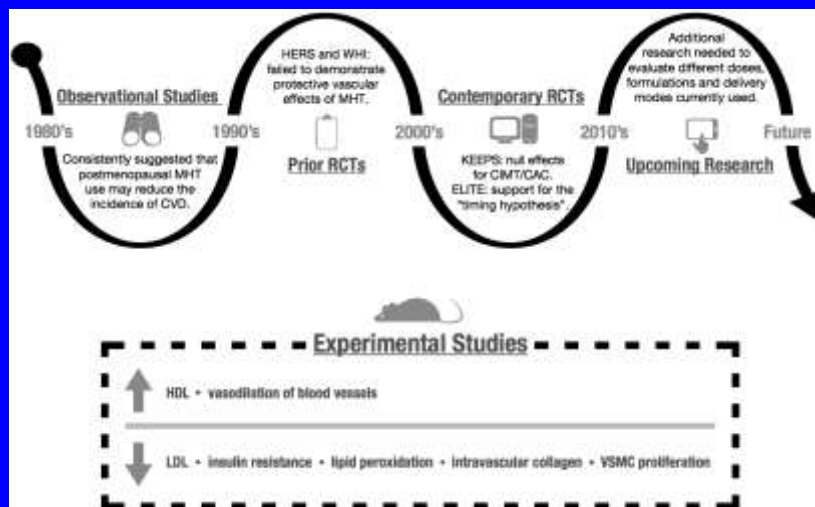 Observational Studies
1980's
1990's
Consistently suggested that
postmenopausal MHT
use may reduce the
incidence of CVD.
HERS and WHI:
failed to demonstrate
protective vascular
effects of MHT.
Prior RCTs
2000's
Contemporary RCTs
2010's
KEEPS: null effects
for CIMT/CAC.
ELITE: support for the
"timing hypothesis".
Additional
research needed to
evaluate different doses,
formulations and delivery
modes currently used.
Future
Upcoming Research
Experimental Studies
HDL • vasodilation of blood vessels
LDL • insulin resistance • lipid peroxidation • intravascular collagen • VSMC proliferation